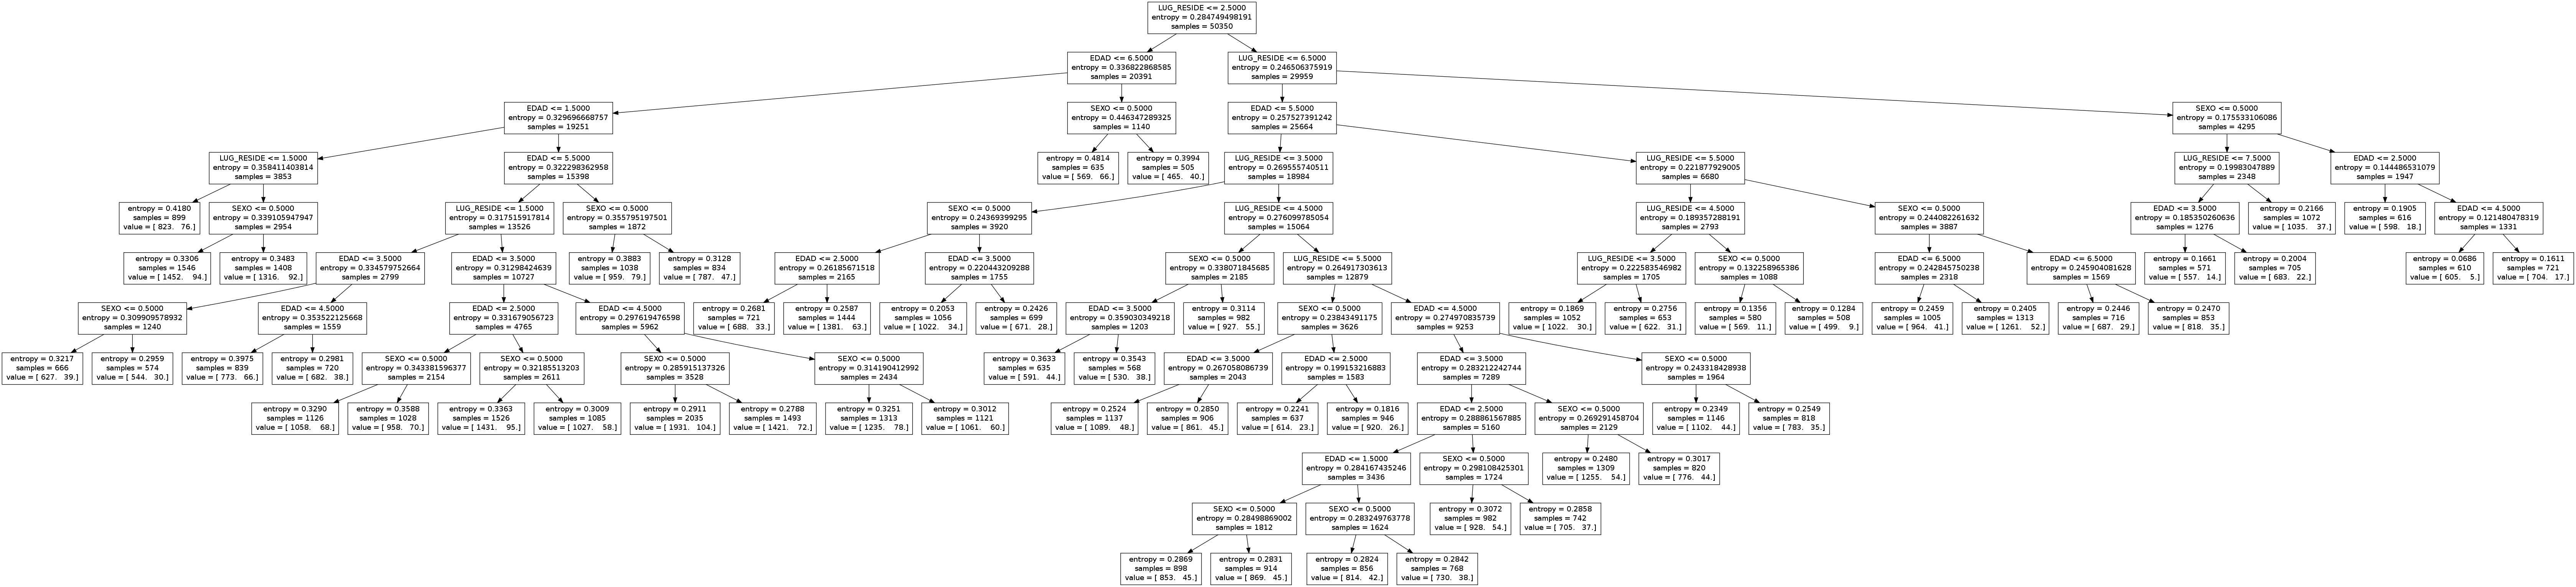 LUG_RESIDE <= 2.5000
entropy = 0.284749498191
samples = 50350
EDAD <= 6.5000
entropy = 0.336822868585
samples = 20391
LUG_RESIDE <= 6.5000
entropy = 0.246506375919
samples = 29959
EDAD <= 1.5000
entropy = 0.329696668757
samples = 19251
SEXO <= 0.5000
entropy = 0.446347289325
samples = 1140
EDAD <= 5.5000
entropy = 0.257527391242
samples = 25664
SEXO <= 0.5000
entropy = 0.175533106086
samples = 4295
LUG_RESIDE <= 1.5000
entropy = 0.358411403814
samples = 3853
EDAD <= 5.5000
entropy = 0.322298362958
samples = 15398
entropy = 0.4814
samples = 635
value = [ 569. 66.]
entropy = 0.3994
samples = 505
value = [ 465. 40.]
LUG_RESIDE <= 3.5000
entropy = 0.269555740511
samples = 18984
LUG_RESIDE <= 5.5000
entropy = 0.221877929005
samples = 6680
LUG_RESIDE <= 7.5000
entropy = 0.19983047889
samples = 2348
EDAD <= 2.5000
entropy = 0.144486531079
samples = 1947
entropy = 0.4180
samples = 899
value = [ 823. 76.]
SEXO <= 0.5000
entropy = 0.339105947947
samples = 2954
LUG_RESIDE <= 1.5000
entropy = 0.317515917814
samples = 13526
SEXO <= 0.5000
entropy = 0.355795197501
samples = 1872
SEXO <= 0.5000
entropy = 0.24369399295
samples = 3920
LUG_RESIDE <= 4.5000
entropy = 0.276099785054
samples = 15064
LUG_RESIDE <= 4.5000
entropy = 0.189357288191
samples = 2793
SEXO <= 0.5000
entropy = 0.244082261632
samples = 3887
EDAD <= 3.5000
entropy = 0.185350260636
samples = 1276
entropy = 0.2166
samples = 1072
value = [ 1035. 37.]
entropy = 0.1905
samples = 616
value = [ 598. 18.]
EDAD <= 4.5000
entropy = 0.121480478319
samples = 1331
entropy = 0.3306
samples = 1546
value = [ 1452. 94.]
entropy = 0.3483
samples = 1408
value = [ 1316. 92.]
EDAD <= 3.5000
entropy = 0.334579752664
samples = 2799
EDAD <= 3.5000
entropy = 0.31298424639
samples = 10727
entropy = 0.3883
samples = 1038
value = [ 959. 79.]
entropy = 0.3128
samples = 834
value = [ 787. 47.]
EDAD <= 2.5000
entropy = 0.26185671518
samples = 2165
EDAD <= 3.5000
entropy = 0.220443209288
samples = 1755
SEXO <= 0.5000
entropy = 0.338071845685
samples = 2185
LUG_RESIDE <= 5.5000
entropy = 0.264917303613
samples = 12879
LUG_RESIDE <= 3.5000
entropy = 0.222583546982
samples = 1705
SEXO <= 0.5000
entropy = 0.132258965386
samples = 1088
EDAD <= 6.5000
entropy = 0.242845750238
samples = 2318
EDAD <= 6.5000
entropy = 0.245904081628
samples = 1569
entropy = 0.1661
samples = 571
value = [ 557. 14.]
entropy = 0.2004
samples = 705
value = [ 683. 22.]
entropy = 0.0686
samples = 610
value = [ 605. 5.]
entropy = 0.1611
samples = 721
value = [ 704. 17.]
SEXO <= 0.5000
entropy = 0.309909578932
samples = 1240
EDAD <= 4.5000
entropy = 0.353522125668
samples = 1559
EDAD <= 2.5000
entropy = 0.331679056723
samples = 4765
EDAD <= 4.5000
entropy = 0.297619476598
samples = 5962
entropy = 0.2681
samples = 721
value = [ 688. 33.]
entropy = 0.2587
samples = 1444
value = [ 1381. 63.]
entropy = 0.2053
samples = 1056
value = [ 1022. 34.]
entropy = 0.2426
samples = 699
value = [ 671. 28.]
EDAD <= 3.5000
entropy = 0.359030349218
samples = 1203
entropy = 0.3114
samples = 982
value = [ 927. 55.]
SEXO <= 0.5000
entropy = 0.23843491175
samples = 3626
EDAD <= 4.5000
entropy = 0.274970835739
samples = 9253
entropy = 0.1869
samples = 1052
value = [ 1022. 30.]
entropy = 0.2756
samples = 653
value = [ 622. 31.]
entropy = 0.1356
samples = 580
value = [ 569. 11.]
entropy = 0.1284
samples = 508
value = [ 499. 9.]
entropy = 0.2459
samples = 1005
value = [ 964. 41.]
entropy = 0.2405
samples = 1313
value = [ 1261. 52.]
entropy = 0.2446
samples = 716
value = [ 687. 29.]
entropy = 0.2470
samples = 853
value = [ 818. 35.]
entropy = 0.3217
samples = 666
value = [ 627. 39.]
entropy = 0.2959
samples = 574
value = [ 544. 30.]
entropy = 0.3975
samples = 839
value = [ 773. 66.]
entropy = 0.2981
samples = 720
value = [ 682. 38.]
SEXO <= 0.5000
entropy = 0.343381596377
samples = 2154
SEXO <= 0.5000
entropy = 0.32185513203
samples = 2611
SEXO <= 0.5000
entropy = 0.285915137326
samples = 3528
SEXO <= 0.5000
entropy = 0.314190412992
samples = 2434
entropy = 0.3633
samples = 635
value = [ 591. 44.]
entropy = 0.3543
samples = 568
value = [ 530. 38.]
EDAD <= 3.5000
entropy = 0.267058086739
samples = 2043
EDAD <= 2.5000
entropy = 0.199153216883
samples = 1583
EDAD <= 3.5000
entropy = 0.283212242744
samples = 7289
SEXO <= 0.5000
entropy = 0.243318428938
samples = 1964
entropy = 0.3290
samples = 1126
value = [ 1058. 68.]
entropy = 0.3588
samples = 1028
value = [ 958. 70.]
entropy = 0.3363
samples = 1526
value = [ 1431. 95.]
entropy = 0.3009
samples = 1085
value = [ 1027. 58.]
entropy = 0.2911
samples = 2035
value = [ 1931. 104.]
entropy = 0.2788
samples = 1493
value = [ 1421. 72.]
entropy = 0.3251
samples = 1313
value = [ 1235. 78.]
entropy = 0.3012
samples = 1121
value = [ 1061. 60.]
entropy = 0.2524
samples = 1137
value = [ 1089. 48.]
entropy = 0.2850
samples = 906
value = [ 861. 45.]
entropy = 0.2241
samples = 637
value = [ 614. 23.]
entropy = 0.1816
samples = 946
value = [ 920. 26.]
EDAD <= 2.5000
entropy = 0.288861567885
samples = 5160
SEXO <= 0.5000
entropy = 0.269291458704
samples = 2129
entropy = 0.2349
samples = 1146
value = [ 1102. 44.]
entropy = 0.2549
samples = 818
value = [ 783. 35.]
EDAD <= 1.5000
entropy = 0.284167435246
samples = 3436
SEXO <= 0.5000
entropy = 0.298108425301
samples = 1724
entropy = 0.2480
samples = 1309
value = [ 1255. 54.]
entropy = 0.3017
samples = 820
value = [ 776. 44.]
SEXO <= 0.5000
entropy = 0.28498869002
samples = 1812
SEXO <= 0.5000
entropy = 0.283249763778
samples = 1624
entropy = 0.3072
samples = 982
value = [ 928. 54.]
entropy = 0.2858
samples = 742
value = [ 705. 37.]
entropy = 0.2869
samples = 898
value = [ 853. 45.]
entropy = 0.2831
samples = 914
value = [ 869. 45.]
entropy = 0.2824
samples = 856
value = [ 814. 42.]
entropy = 0.2842
samples = 768
value = [ 730. 38.]